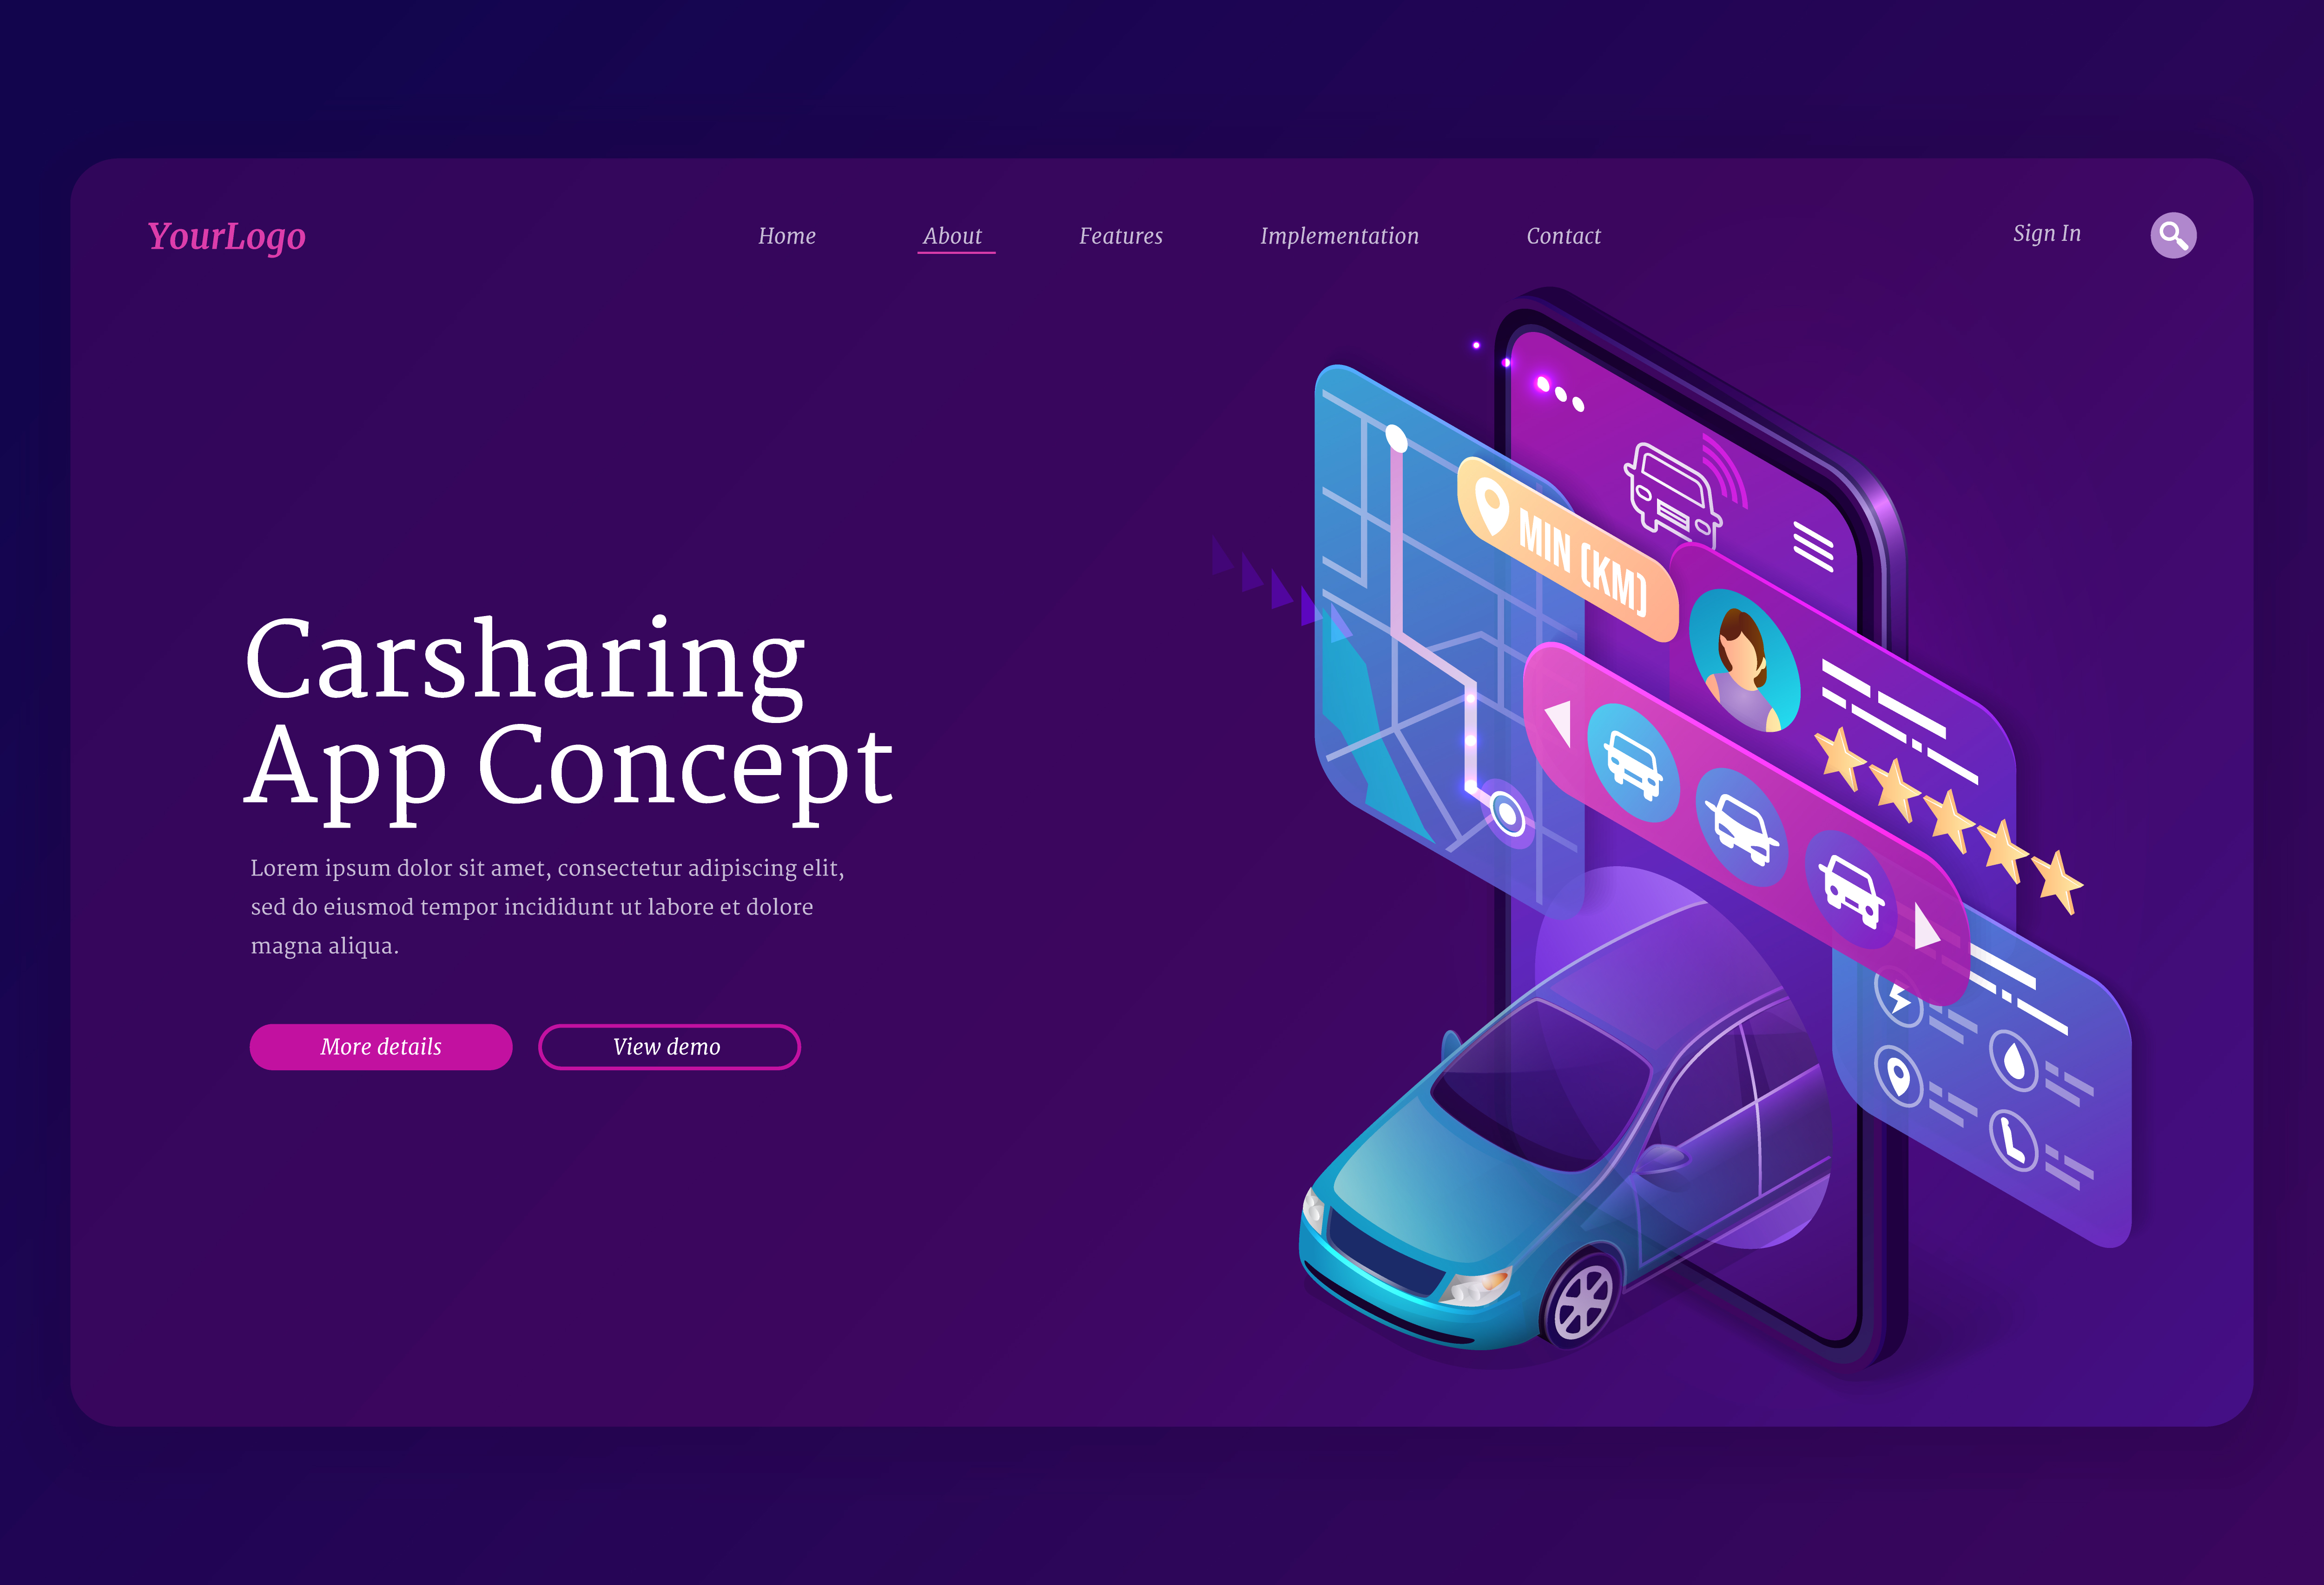 YourLogo
Home About Features Implementation Contact
Sign In
MIN (KM)
Carsharing
App Concept
Lorem ipsum dolor sit amet, consectetur adipiscing elit,
sed do eiusmod tempor incididunt ut labore et dolore
magna aliqua.
More details
View demo